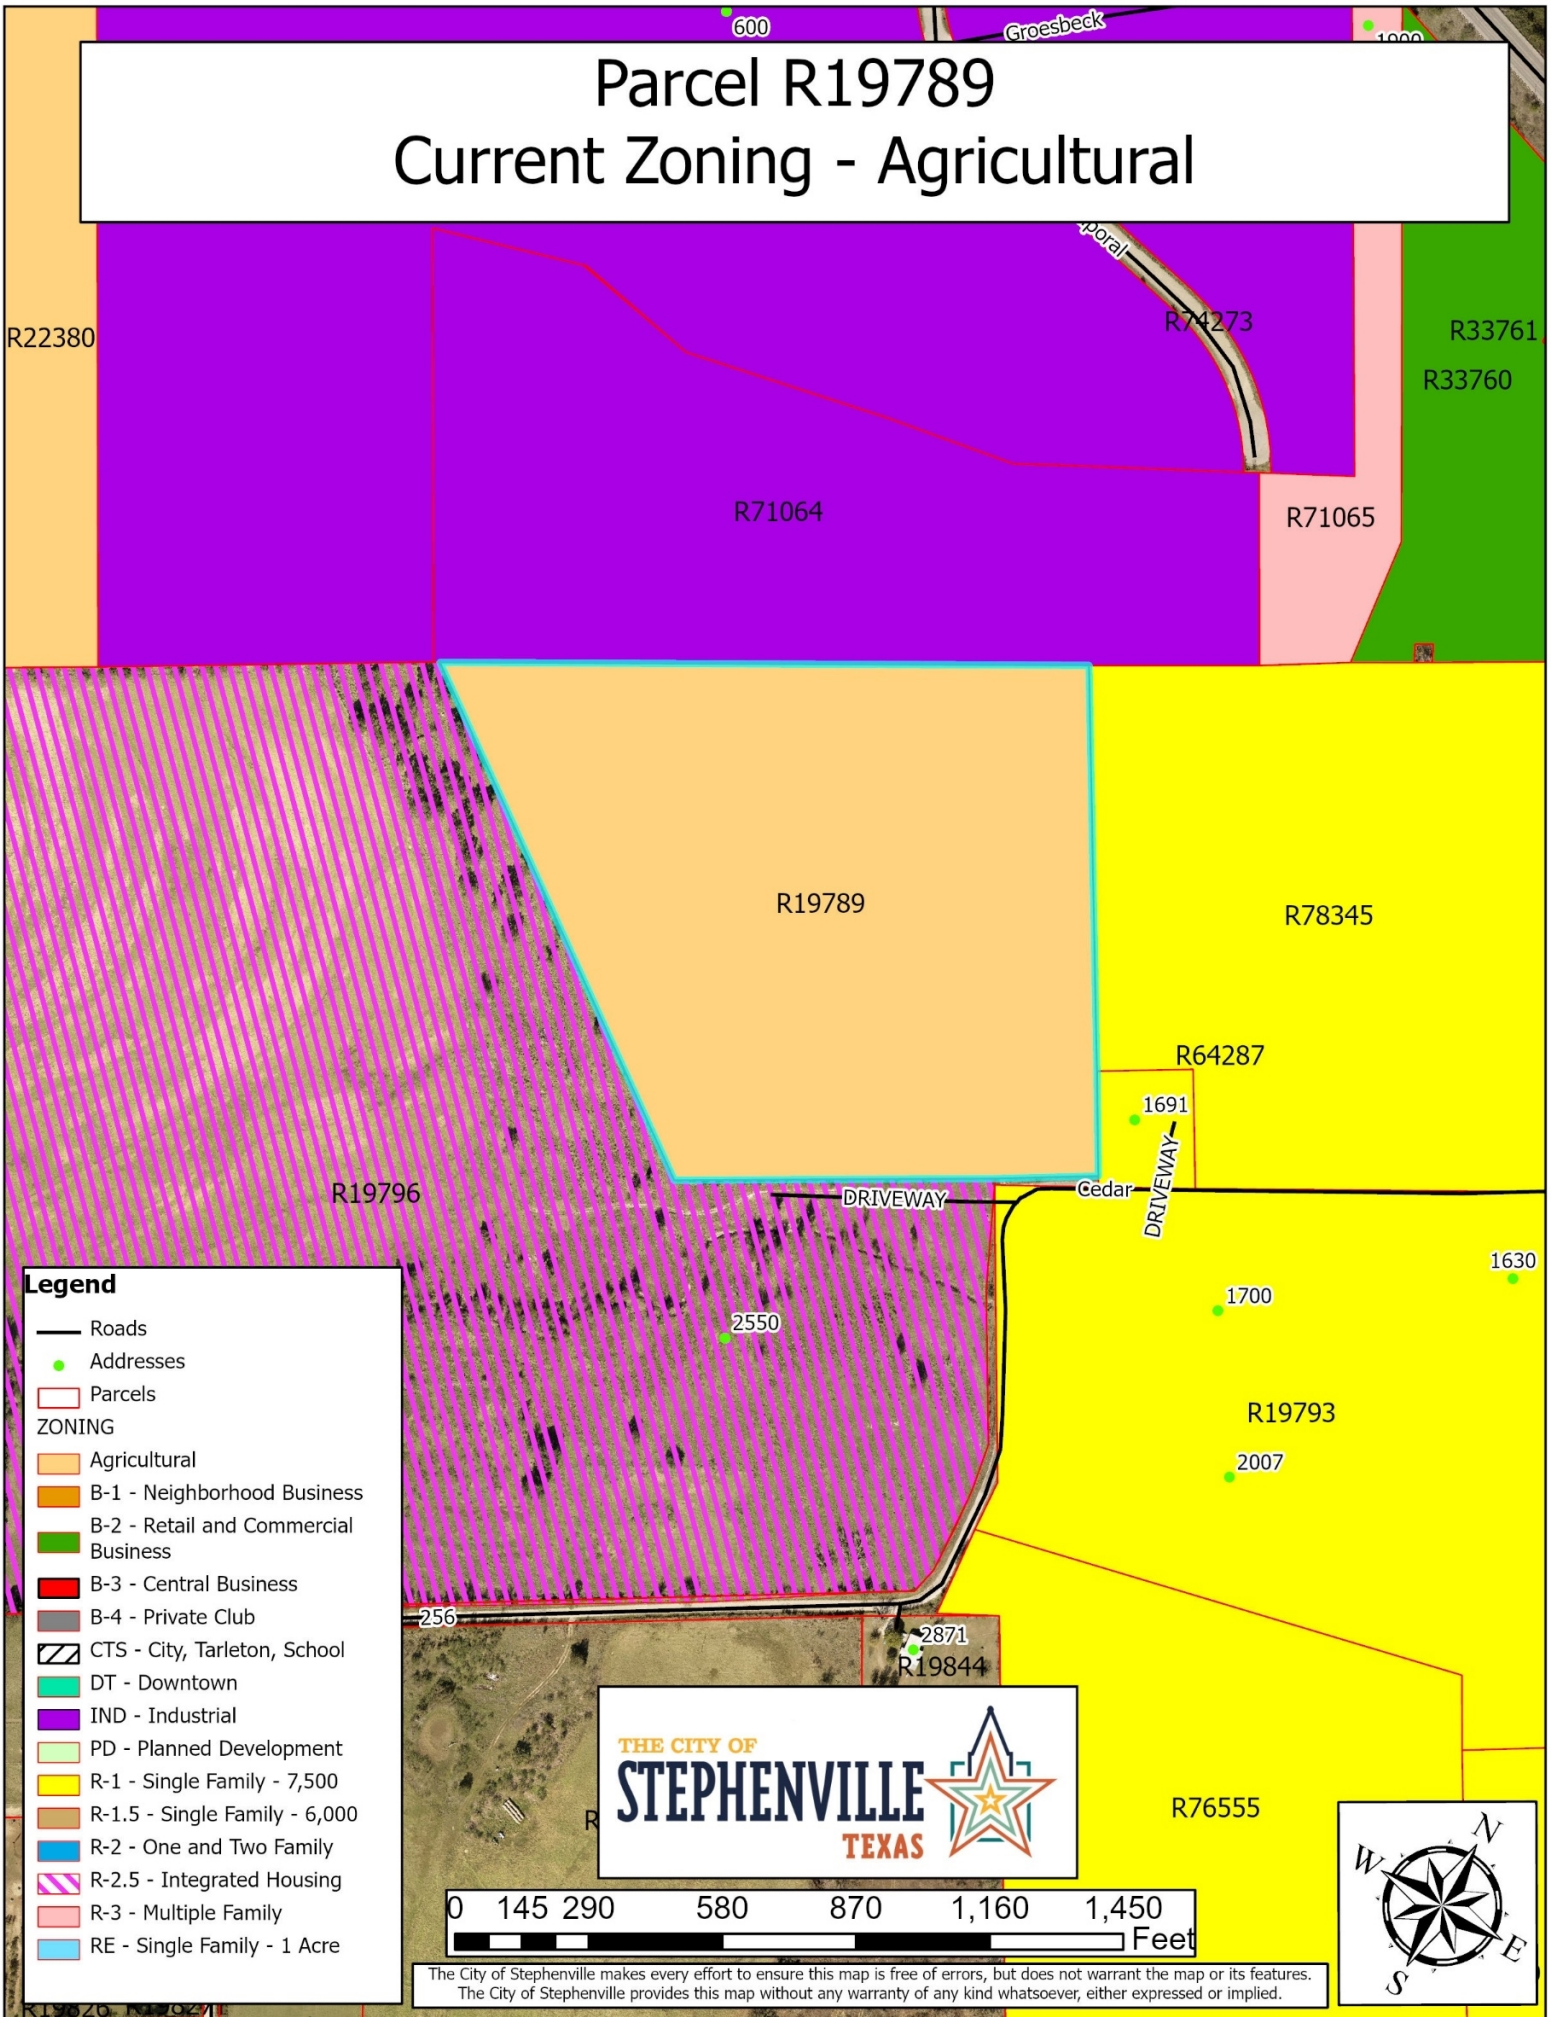 600
Groesbeck
1900
Parcel R19789
Current Zoning - Agricultural
poral
R74273
R22380
R33761
R33760
R71064
R71065
R19789
R78345
R64287
1691
DRIVEWAY
R19796
DRIVEWAY
Cedar
1630
1700
2550
R19793
2007
256
2871
R19844
R76555
R
Legend
Roads
Addresses
Parcels
ZONING
Agricultural
B-1 - Neighborhood Business
B-2 - Retail and Commercial
Business
B-3 - Central Business
B-4 - Private Club
CTS - City, Tarleton, School
DT - Downtown
IND - Industrial
PD - Planned Development
R-1 - Single Family - 7,500
R-1.5 - Single Family - 6,000
R-2 - One and Two Family
R-2.5 - Integrated Housing
R-3 - Multiple Family
RE - Single Family - 1 Acre
THE CITY OF
STEPHENVILLE
TEXAS
0 145 290 580 870 1,160 1,450
Feet
N
W
E
S
The City of Stephenville makes every effort to ensure this map is free of errors, but does not warrant the map or its features.
The City of Stephenville provides this map without any warranty of any kind whatsoever, either expressed or implied.
R19826